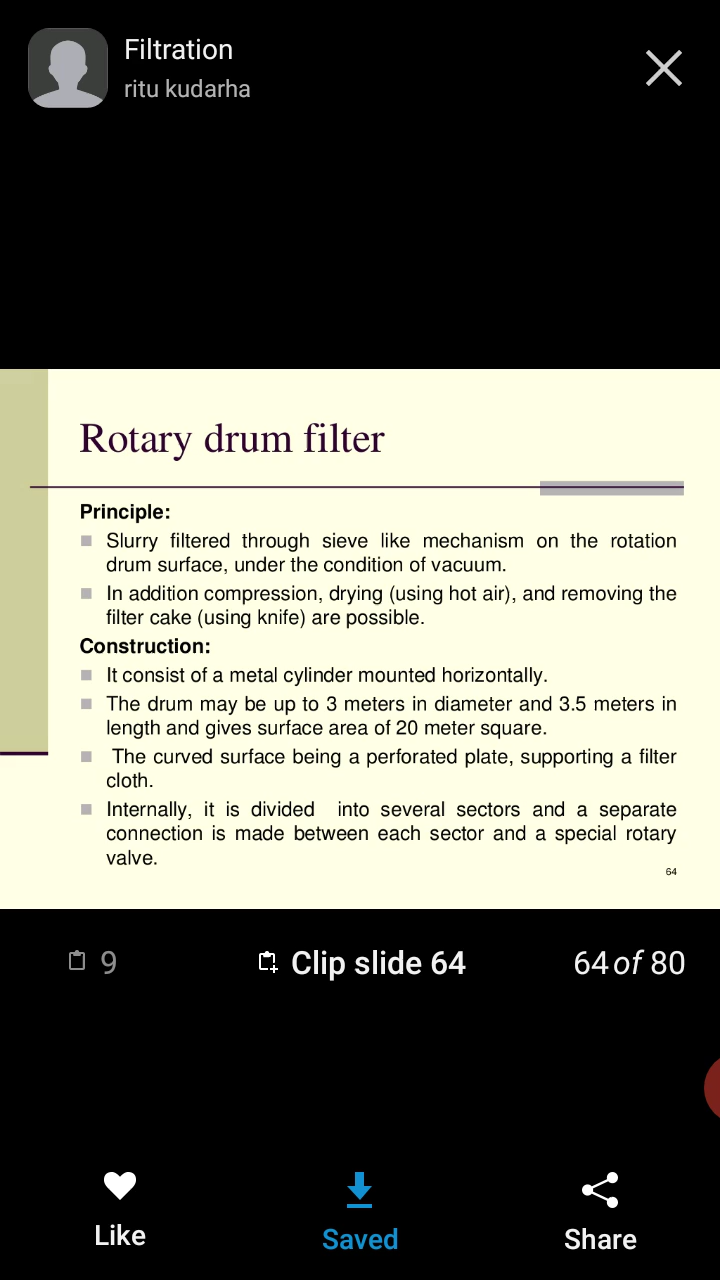 Filtration
ritu kudarha
Rotary drum filter
Principle:
Slurry filtered through sieve like mechanism on the rotation
drum surface, under the condition of vacuum.
In addition compression, drying (using hot air), and removing the
filter cake (using knife) are possible.
Construction:
It consist of a metal cylinder mounted horizontally.
The drum may be up to 3 meters in diameter and 3.5 meters in
length and gives surface area of 20 meter square.
The curved surface being a perforated plate, supporting a filter
cloth.
Internally, it is divided into several sectors and a separate
connection is made between each sector and a special rotary
valve.
64
9
Clip slide 64
64 of 80
Like
Saved
Share